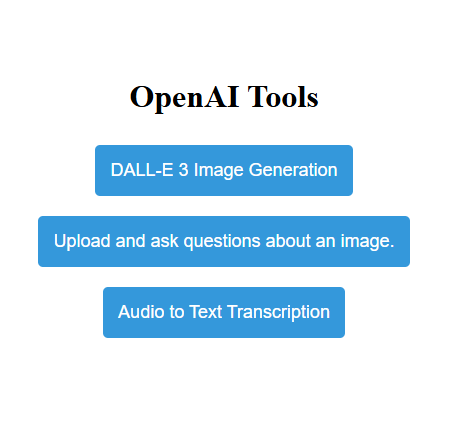 OpenAI Tools
DALL-E 3 Image Generation
Upload and ask questions about an image.
Audio to Text Transcription